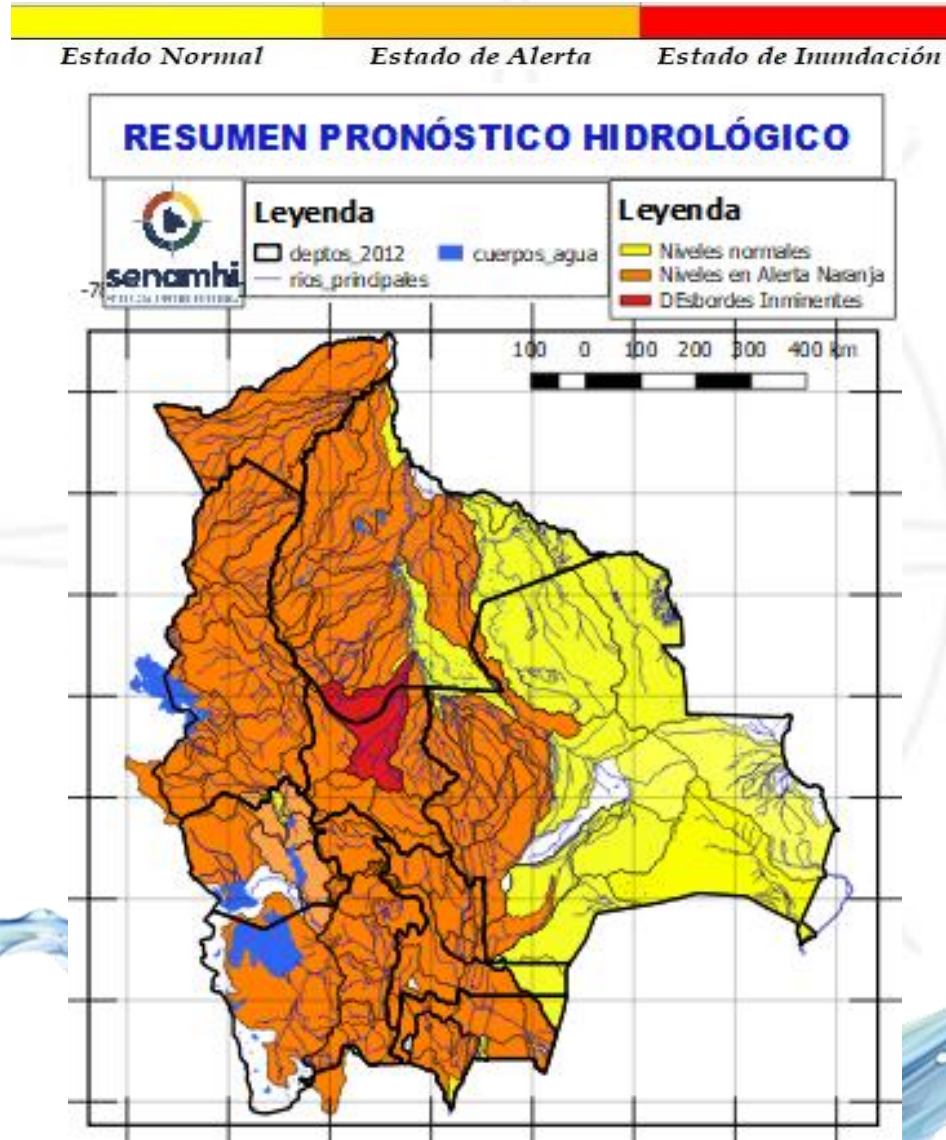 Estado Normal
Estado de Alerta
Estado de Inundación
RESUMEN PRONÓSTICO HIDROLÓGICO
senamhi
Leyenda
deptos_2012
cuerpos_agua
rios_principales
Leyenda
Niveles normales
Niveles en Alerta Naranja
DEsbordes Inminentes
100 0 100 200 300 400 km